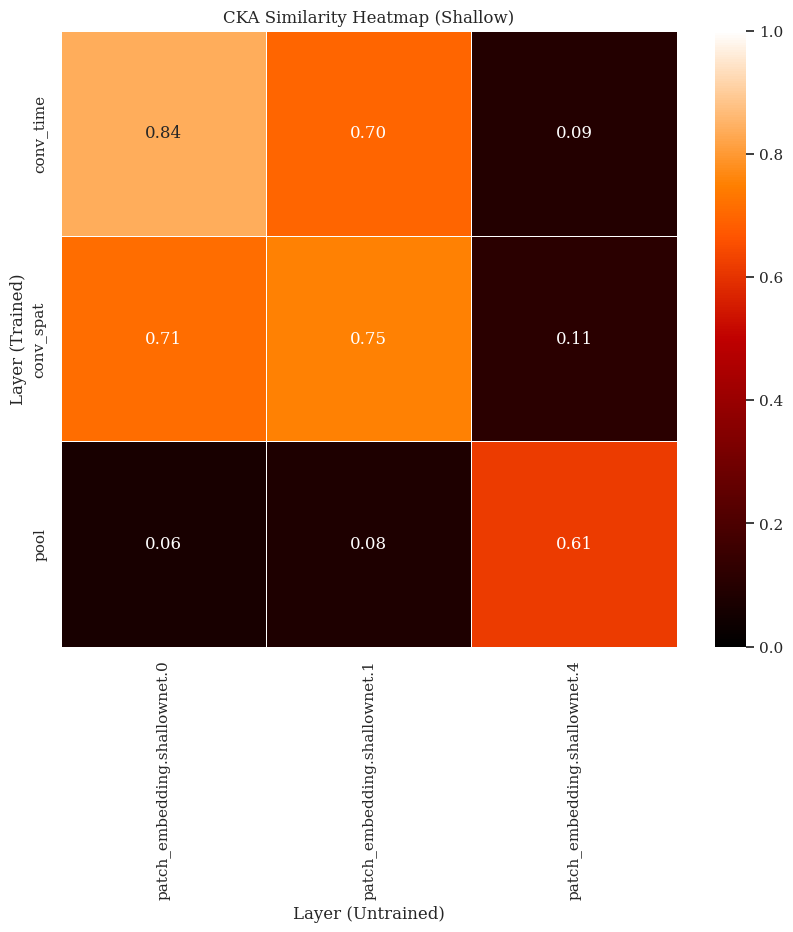 CKA Similarity Heatmap (Shallow)
Layer (Trained)
conv_time
0.84
0.70
0.09
conv_spat
0.71
0.75
0.11
pool
0.06
0.08
0.61
patch_embedding.shallownet.0
patch_embedding.shallownet.1
patch_embedding.shallownet.4
Layer (Untrained)
1.0
0.8
0.6
0.4
0.2
0.0